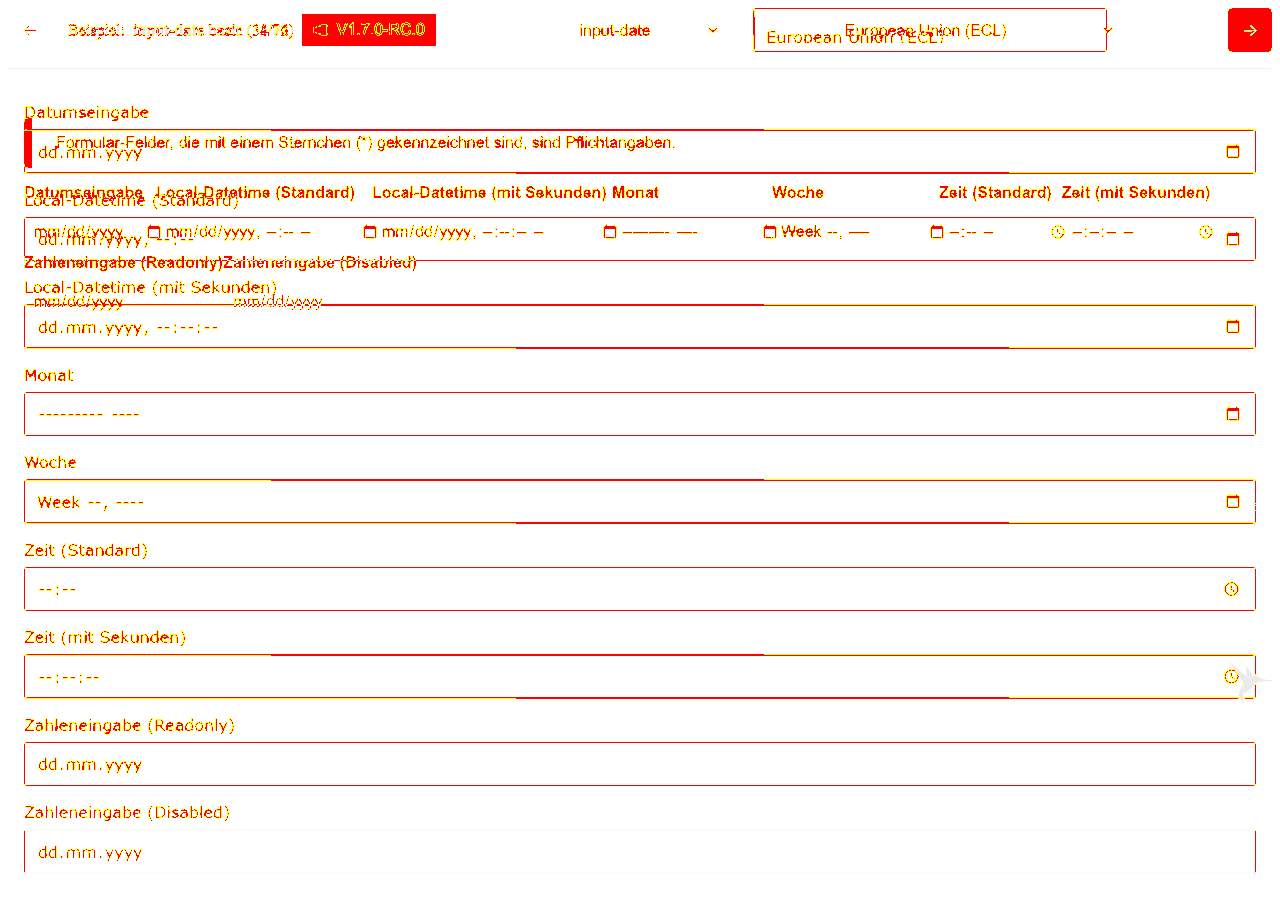 Beispiel: input-date basic V1.7.0-RC.0 input-date European Union (ECL)
European Union (ECL)
Datumseingabe
Formular-Felder, die mit einem Sternchen (*) gekennzeichnet sind, sind Pflichtangaben.
dd.mm.yyyy
Datumseingabe Local-Datetime (Standard) Local-Datetime (mit Sekunden) Monat Woche Zeit (Standard) Zeit (mit Sekunden)
Local-Datetime (Standard)
mm/dd/yyyy mm/dd/yyyy, --:-- -- mm/dd/yyyy, --:--:-- -- --------- ---- Week --, ---- --:-- -- --:--:-- --
dd.mm.yyyy, --:--
Zahleneingabe (Readonly) Zahleneingabe (Disabled)
Local-Datetime (mit Sekunden)
mm/dd/yyyy mm/dd/yyyy
dd.mm.yyyy, --:--:--
Monat
--------- ----
Woche
Week --, ----
Zeit (Standard)
--:--
Zeit (mit Sekunden)
--:--:--
Zahleneingabe (Readonly)
dd.mm.yyyy
Zahleneingabe (Disabled)
dd.mm.yyyy